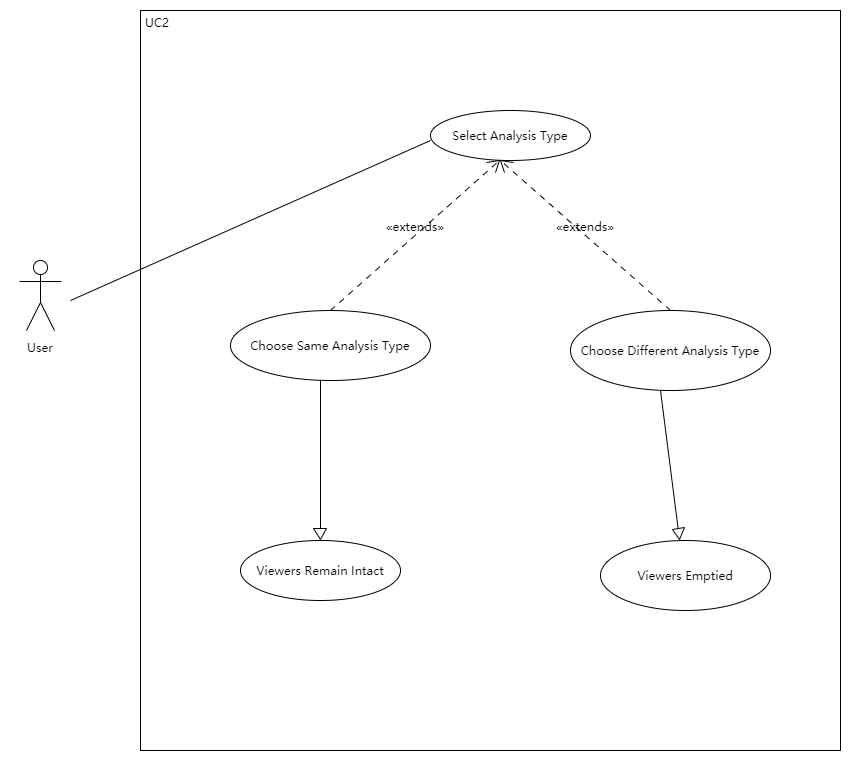 UC2
Select Analysis Type
«extends»
«extends»
User
Choose Same Analysis Type
Choose Different Analysis Type
Viewers Remain Intact
Viewers Emptied